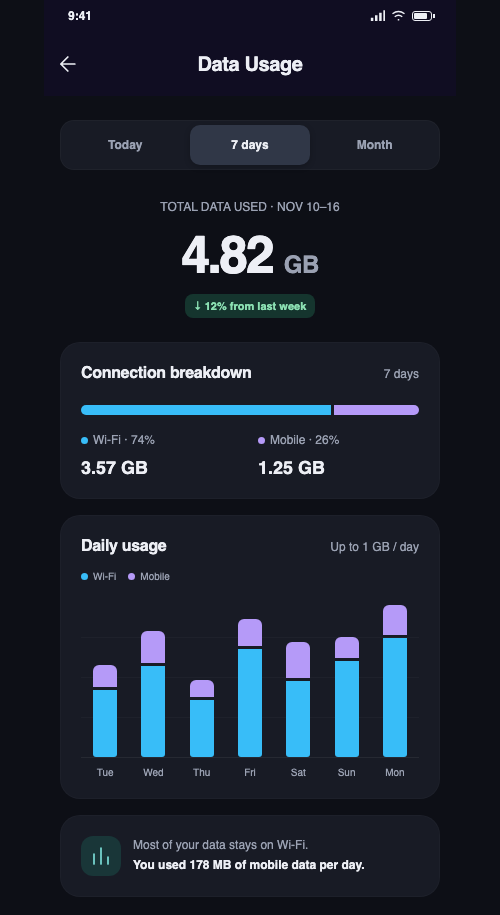 9:41
Data Usage
Today 7 days Month
TOTAL DATA USED · NOV 10–16
4.82 GB
↓ 12% from last week
Connection breakdown 7 days
Wi-Fi · 74% Mobile · 26%
3.57 GB 1.25 GB
Daily usage Up to 1 GB / day
Wi-Fi Mobile
Tue Wed Thu Fri Sat Sun Mon
Most of your data stays on Wi-Fi.
You used 178 MB of mobile data per day.